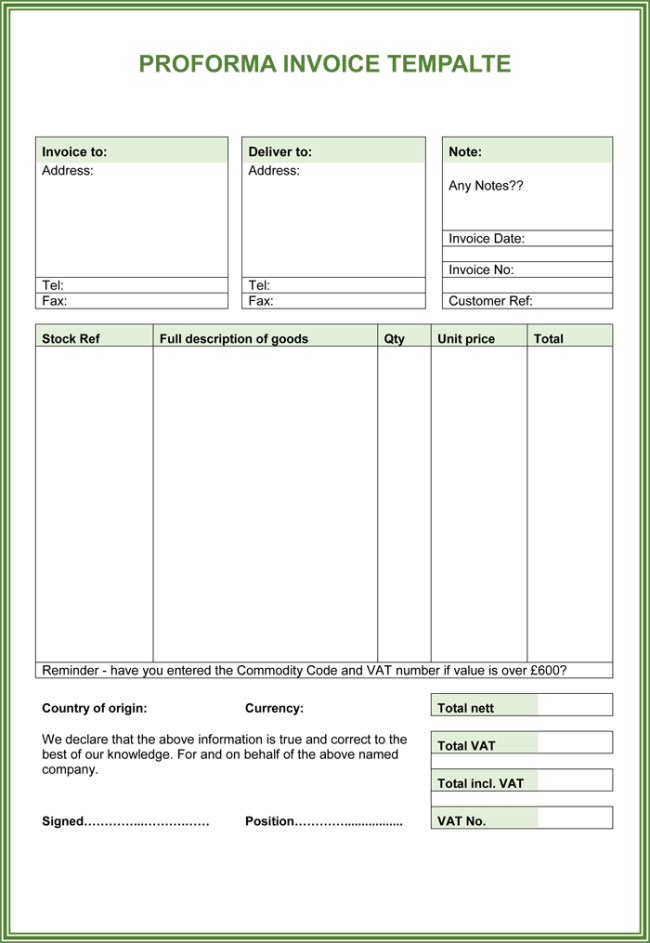 PROFORMA INVOICE TEMPALTE
Invoice to:
Address:
Tel:
Fax:
Deliver to:
Address:
Tel:
Fax:
Note:
Any Notes??
Invoice Date:
Invoice No:
Customer Ref:
Stock Ref Full description of goods Qty Unit price Total
Reminder - have you entered the Commodity Code and VAT number if value is over £600?
Country of origin: Currency:
We declare that the above information is true and correct to the
best of our knowledge. For and on behalf of the above named
company.
Signed…………...……….…… Position…………................
Total nett
Total VAT
Total incl. VAT
VAT No.